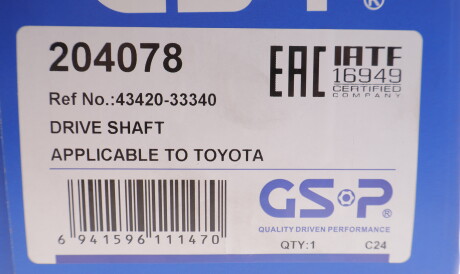 GSP®
204078
EAC
IATF
16949
CERTIFIED
COMPANY
Ref No.:43420-33340
DRIVE SHAFT
APPLICABLE TO TOYOTA
GS·P®
QUALITY DRIVEN PERFORMANCE
6 941596 111470
QTY:1 C24